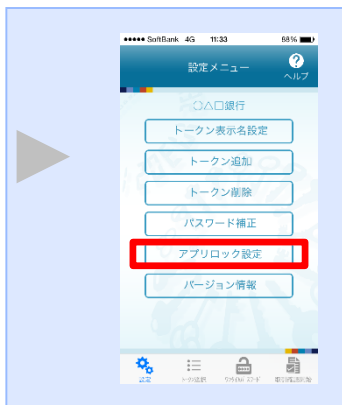 ●●●●● SoftBank 4G 11:33 88%
設定メニュー
ヘルプ
○△□銀行
トークン表示名設定
トークン追加
トークン削除
パスワード補正
アプリロック設定
バージョン情報
設定